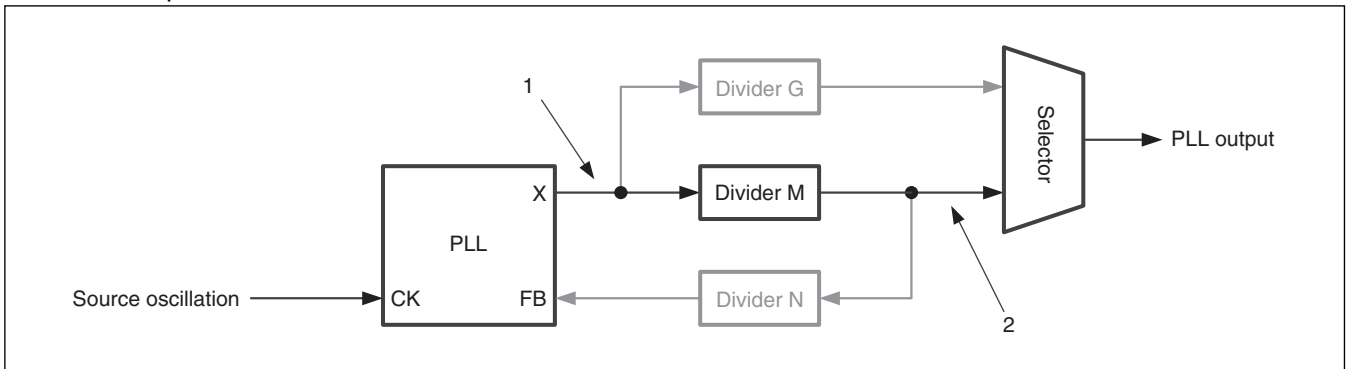 1
Divider G
Selector
PLL output
X
Divider M
PLL
Source oscillation
CK
FB
Divider N
2